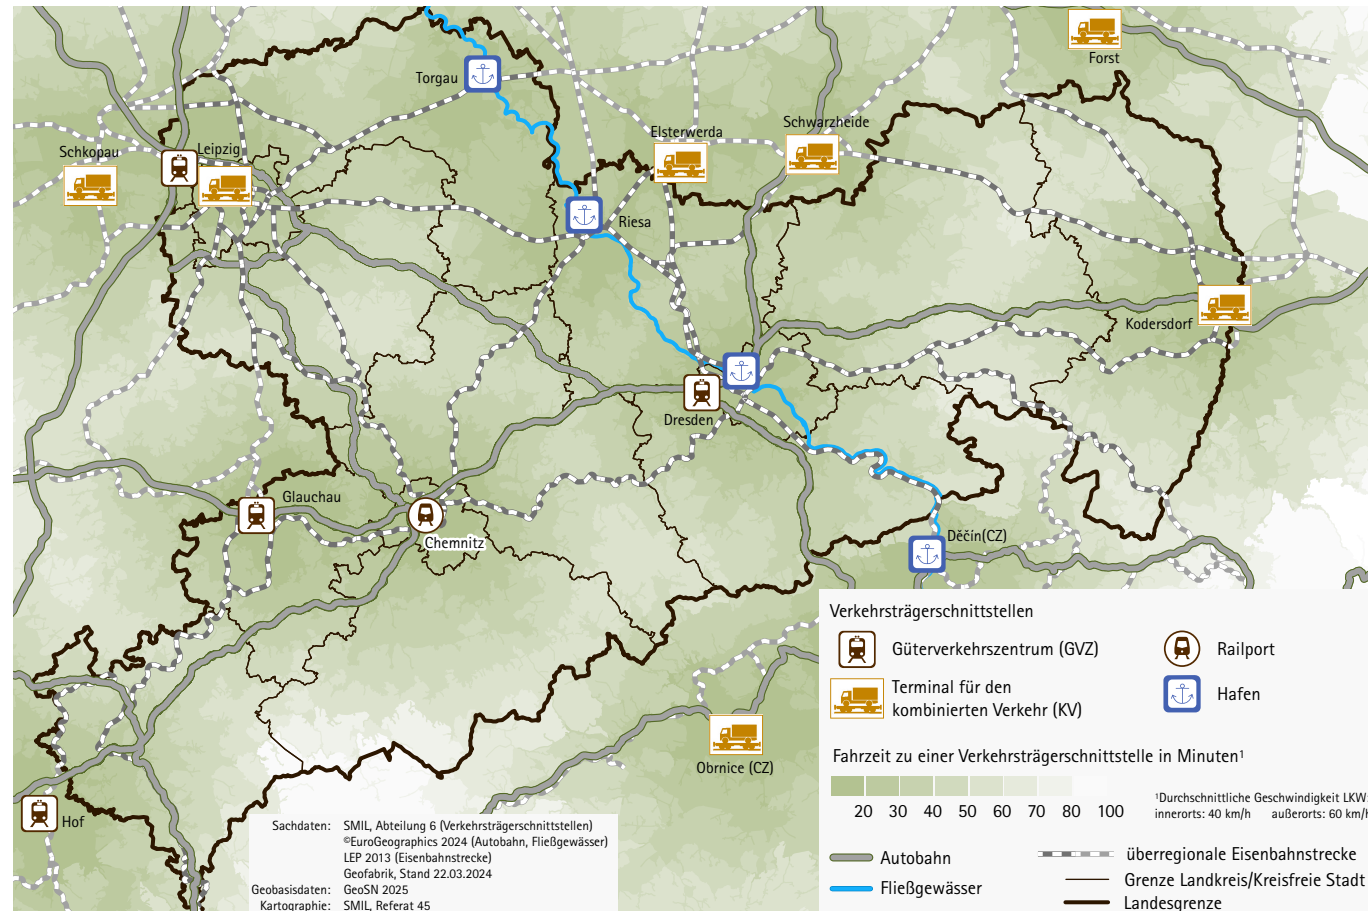 Forst
Torgau
Elsterwerda
Schwarzheide
Schkopau
Leipzig
Riesa
Kodersdorf
Dresden
Glauchau
Chemnitz
Děčín(CZ)
Obrnice (CZ)
Hof
Verkehrsträgerschnittstellen
Güterverkehrszentrum (GVZ)
Railport
Terminal für den
kombinierten Verkehr (KV)
Hafen
Fahrzeit zu einer Verkehrsträgerschnittstelle in Minuten¹
20 30 40 50 60 70 80 100
¹Durchschnittliche Geschwindigkeit LKW:
innerorts: 40 km/h außerorts: 60 km/h
Autobahn
überregionale Eisenbahnstrecke
Fließgewässer
Grenze Landkreis/Kreisfreie Stadt
Landesgrenze
Sachdaten: SMIL, Abteilung 6 (Verkehrsträgerschnittstellen)
©EuroGeographics 2024 (Autobahn, Fließgewässer)
LEP 2013 (Eisenbahnstrecke)
Geofabrik, Stand 22.03.2024
Geobasisdaten: GeoSN 2025
Kartographie: SMIL, Referat 45